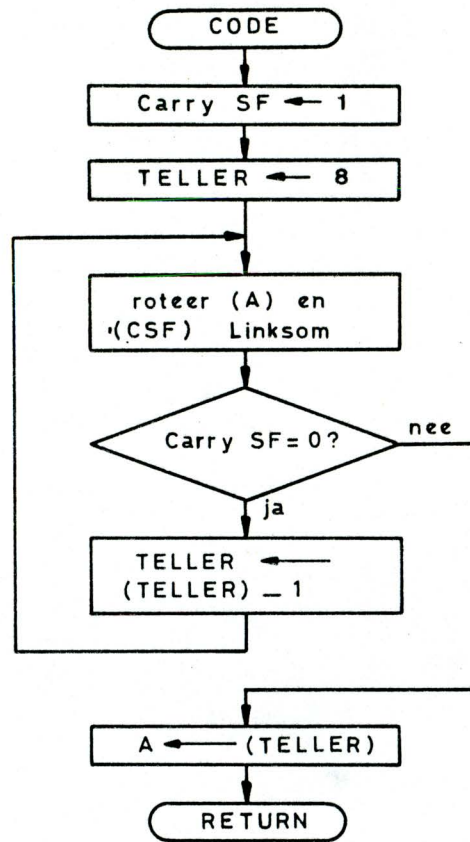 CODE
Carry SF ← 1
TELLER ← 8
roteer (A) en
(CSF) Linksom
Carry SF = 0?
nee
ja
TELLER ←
(TELLER) — 1
A ← (TELLER)
RETURN